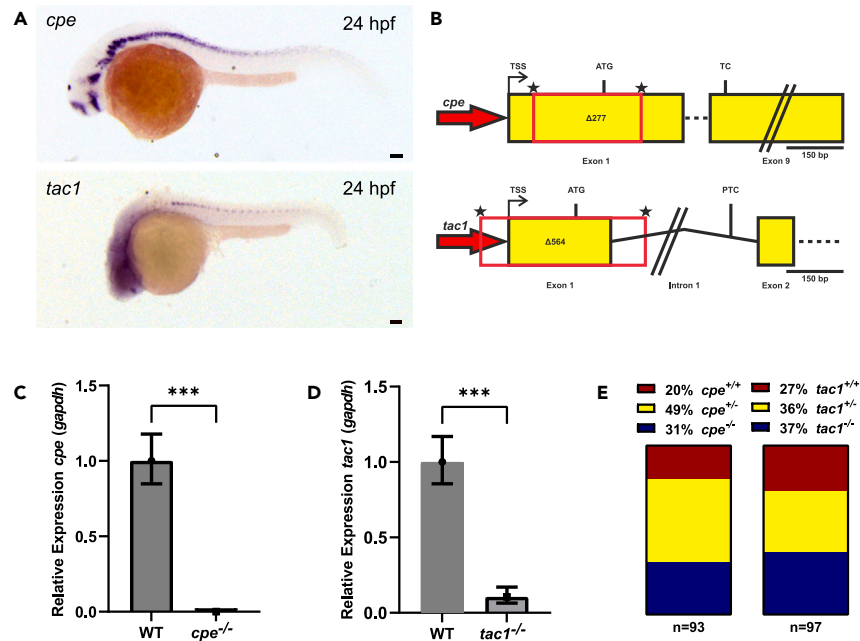 A
cpe
24 hpf
tac1
24 hpf
B
TSS
ATG
TC
cpe
Δ277
150 bp
Exon 1
Exon 9
TSS
ATG
PTC
tac1
Δ564
150 bp
Exon 1
Intron 1
Exon 2
C
Relative Expression cpe (gapdh)
1.5
1.0
0.5
0.0
***
WT
cpe-/-
D
Relative Expression tac1 (gapdh)
1.5
1.0
0.5
0.0
***
WT
tac1-/-
E
20% cpe+/+
49% cpe+/-
31% cpe-/-
27% tac1+/+
36% tac1+/-
37% tac1-/-
n=93
n=97